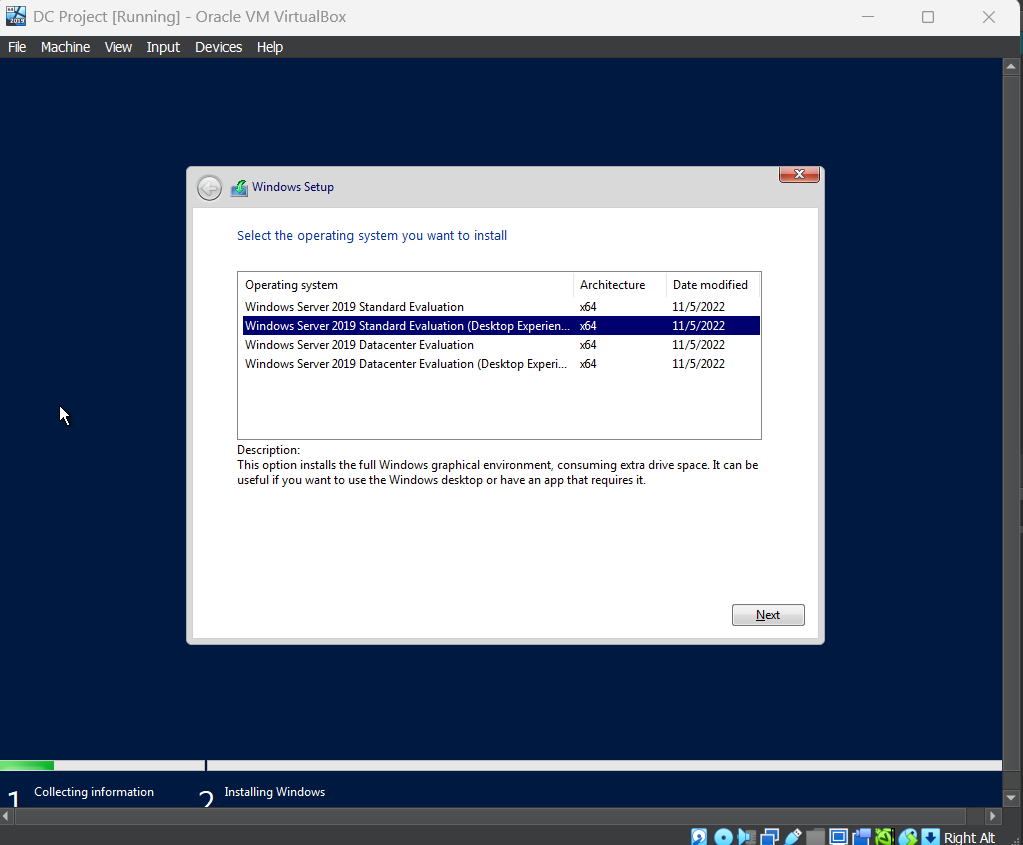 DC Project [Running] - Oracle VM VirtualBox
File Machine View Input Devices Help
Windows Setup
Select the operating system you want to install
Operating system Architecture Date modified
Windows Server 2019 Standard Evaluation x64 11/5/2022
Windows Server 2019 Standard Evaluation (Desktop Experien... x64 11/5/2022
Windows Server 2019 Datacenter Evaluation x64 11/5/2022
Windows Server 2019 Datacenter Evaluation (Desktop Experi... x64 11/5/2022
Description:
This option installs the full Windows graphical environment, consuming extra drive space. It can be
useful if you want to use the Windows desktop or have an app that requires it.
Next
1 Collecting information 2 Installing Windows
Right Alt